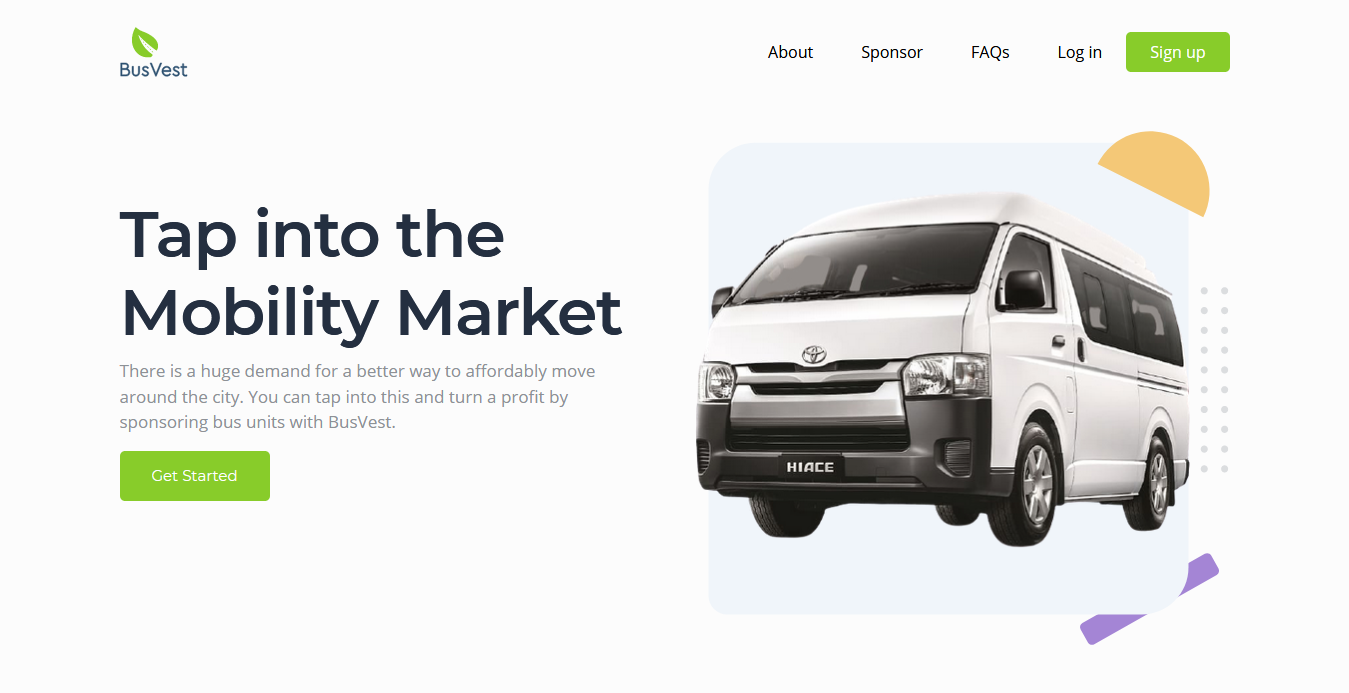 BusVest
About
Sponsor
FAQs
Log in
Sign up
Tap into the
Mobility Market
There is a huge demand for a better way to affordably move
around the city. You can tap into this and turn a profit by
sponsoring bus units with BusVest.
Get Started
HIACE